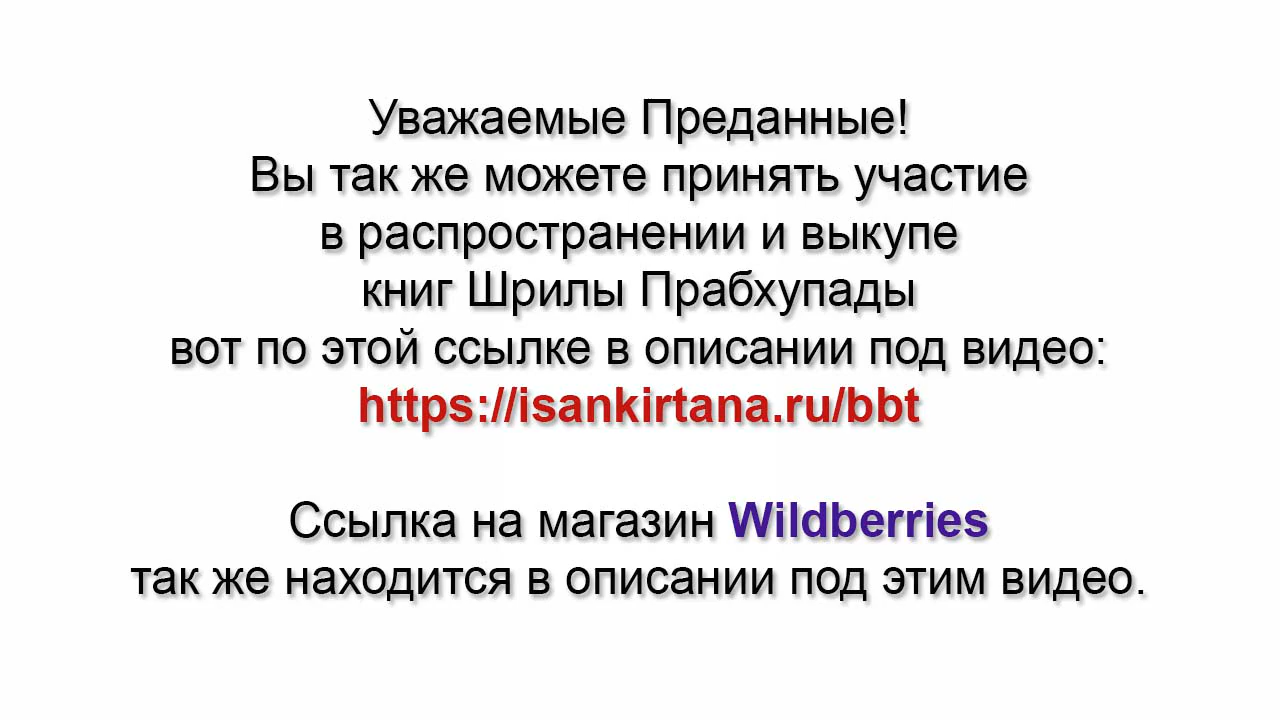 Уважаемые Преданные!
Вы так же можете принять участие
в распространении и выкупе
книг Шрилы Прабхупады
вот по этой ссылке в описании под видео:
https://isankirtana.ru/bbt
Ссылка на магазин Wildberries
так же находится в описании под этим видео.